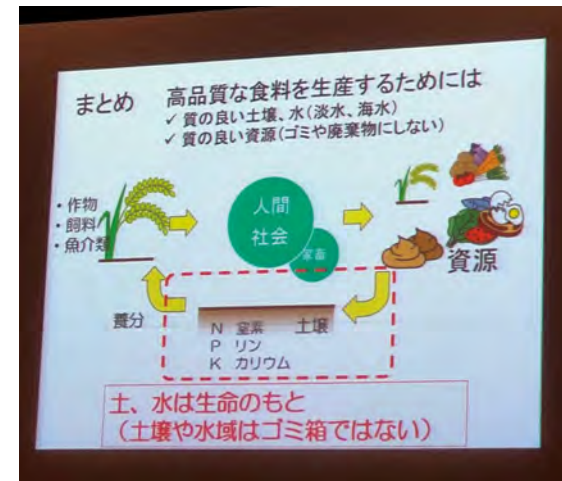 まとめ 高品質な食料を生産するためには
✓ 質の良い土壌、水(淡水、海水)
✓ 質の良い資源(ゴミや廃棄物にしない)
・作物
・飼料
・魚介類
人間
社会
家畜
資源
養分
N 窒素 土壌
P リン
K カリウム
土、水は生命のもと
(土壌や水域はゴミ箱ではない)